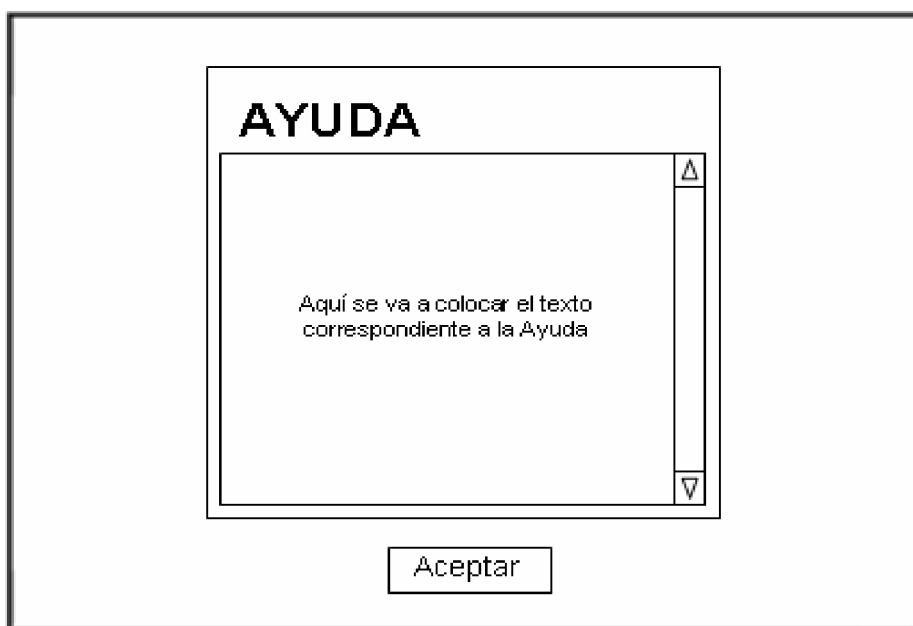 AYUDA
Aquí se va a colocar el texto
correspondiente a la Ayuda
Aceptar